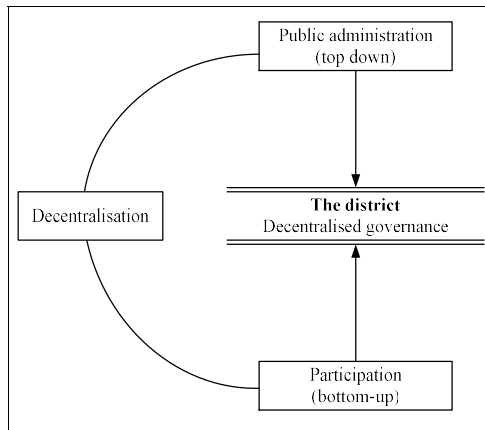 Public administration
(top down)
Decentralisation
The district
Decentralised governance
Participation
(bottom-up)